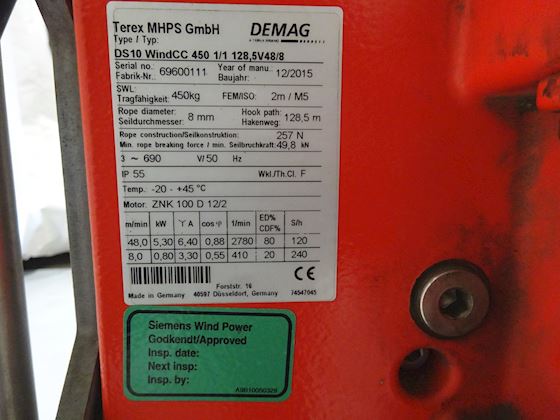 Terex MHPS GmbH
DEMAG
Type / Typ:
DS10 WindCC 450 1/1 128,5V48/8
Serial no.
Fabrik-Nr. 69600111
Year of manu.
Baujahr: 12/2015
SWL:
Tragfähigkeit: 450kg
FEM/ISO: 2m / M5
Rope diameter:
Seildurchmesser: 8 mm
Hook path:
Hakenweg: 128,5 m
Rope construction/Seilkonstruktion: 257 N
Min. rope breaking force / min. Seilbruchkraft: 49,8 kN
3 ~ 690 V/ 50 Hz
IP 55 Wkl./Th.Cl. F
Temp. -20 - +45 °C
Motor: ZNK 100 D 12/2
m/min kW Y A cos φ 1/min ED% CDF% S/h
48,0 5,30 6,40 0,88 2780 80 120
8,0 0,80 3,30 0,55 410 20 240
CE
Forststr. 16
Made in Germany 40597 Düsseldorf, Germany 74547045
Siemens Wind Power
Godkendt/Approved
Insp. date:
Next insp:
Insp. by:
A9B10050329